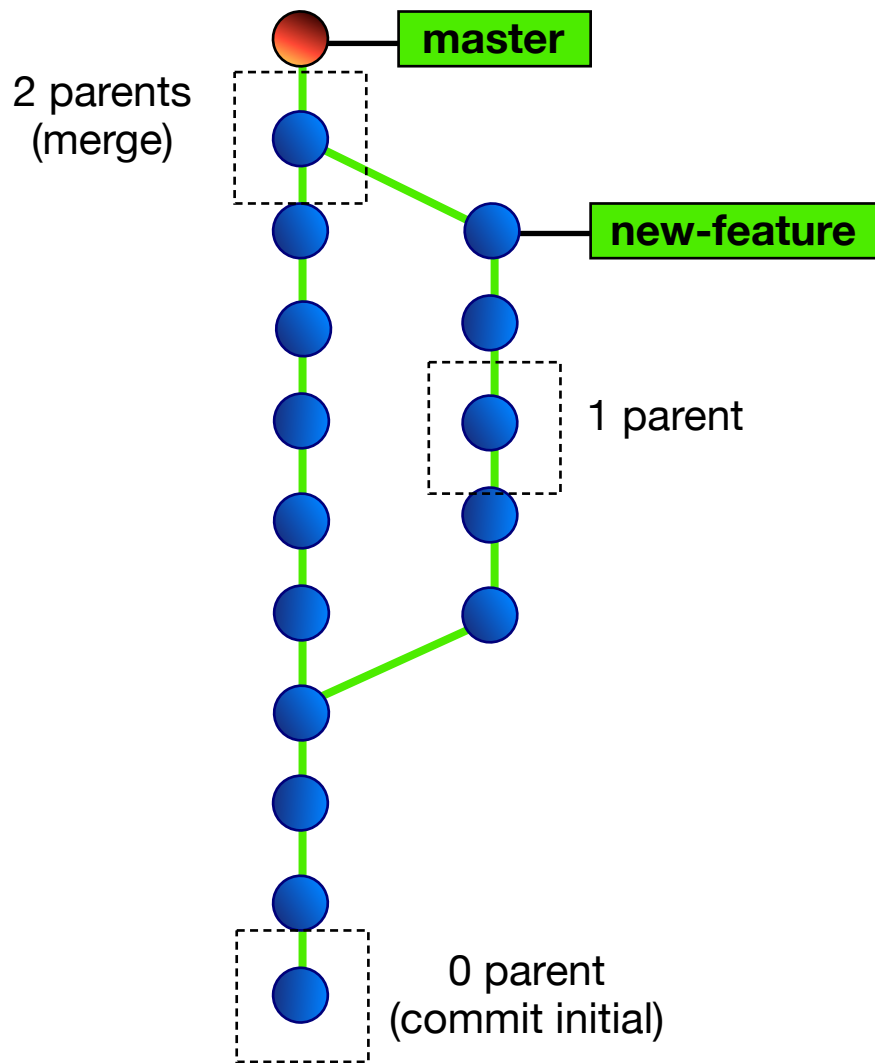 master
2 parents
(merge)
new-feature
1 parent
0 parent
(commit initial)